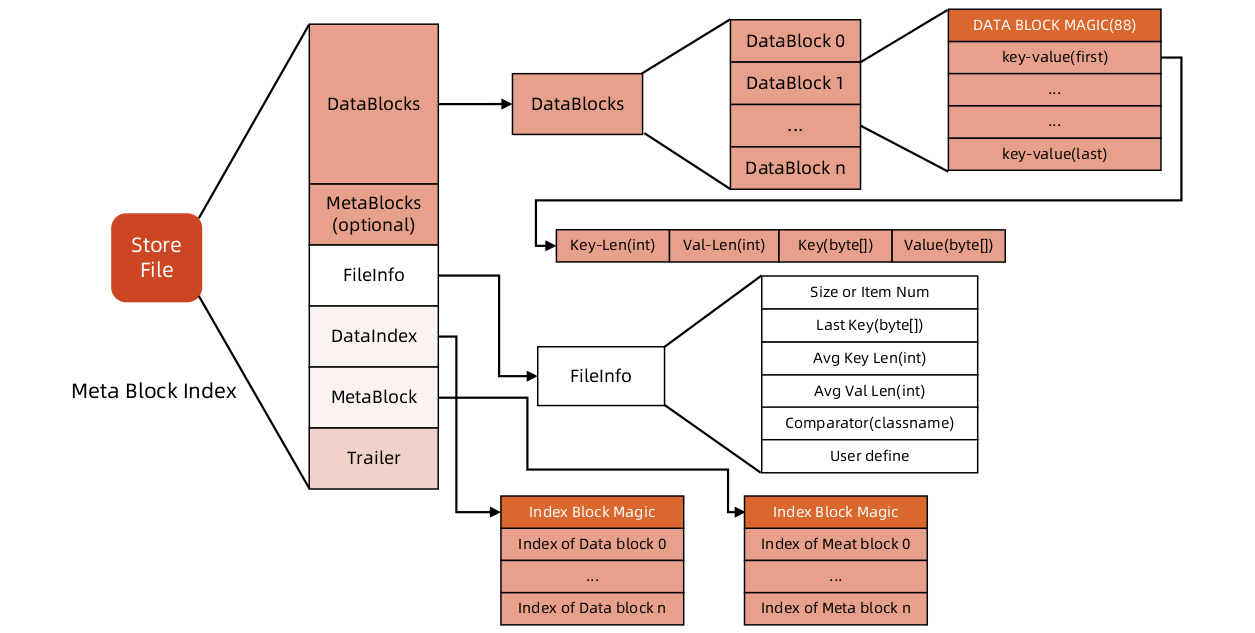 Store
File
Meta Block Index
DataBlocks
MetaBlocks
(optional)
FileInfo
DataIndex
MetaBlock
Trailer
DataBlocks
DataBlock 0
DataBlock 1
...
DataBlock n
DATA BLOCK MAGIC(88)
key-value(first)
...
...
key-value(last)
Key-Len(int)
Val-Len(int)
Key(byte[])
Value(byte[])
FileInfo
Size or Item Num
Last Key(byte[])
Avg Key Len(int)
Avg Val Len(int)
Comparator(classname)
User define
Index Block Magic
Index of Data block 0
...
Index of Data block n
Index Block Magic
Index of Meat block 0
...
Index of Meta block n